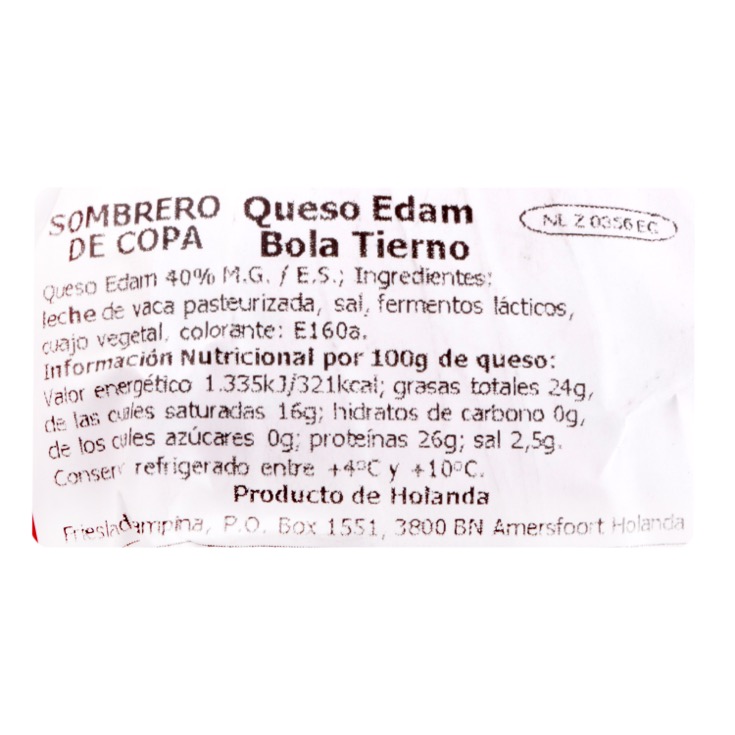 SOMBRERO DE COPA
Queso Edam
Bola Tierno
NL Z 0356 EC
Queso Edam 40% M.G. / E.S.; Ingredientes:
leche de vaca pasteurizada, sal, fermentos lácticos,
cuajo vegetal, colorante: E160a.
Información Nutricional por 100g de queso:
Valor energético 1.335kJ/321kcal; grasas totales 24g,
de las cuales saturadas 16g; hidratos de carbono 0g,
de los cuales azúcares 0g; proteínas 26g; sal 2,5g.
refrigerado entre +4ºC y +10ºC.
Producto de Holanda
Frieslandcampina, P.O. Box 1551, 3800 BN Amersfoort Holanda